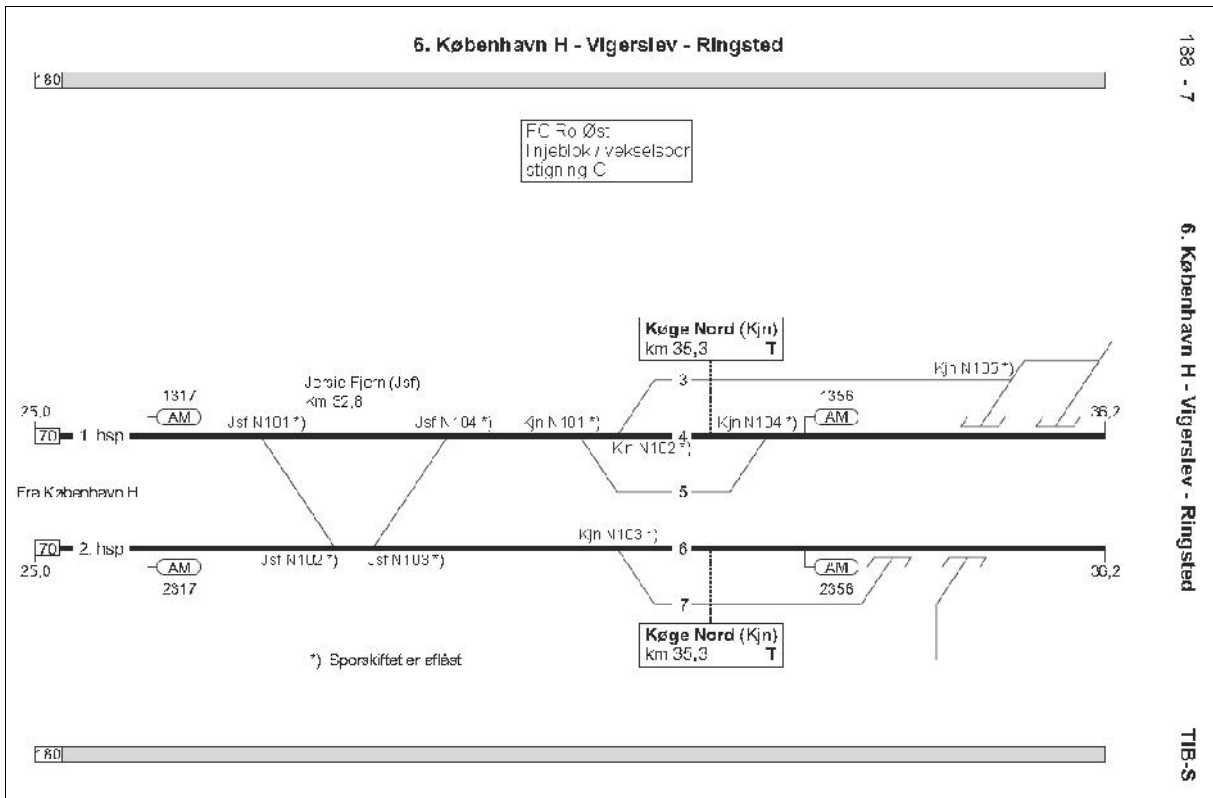 6. København H - Vigerslev - Ringsted
180
FC Ro Øst
Linjeblok / vekselspor
stigning C
Køge Nord (Kjn)
km 35,3 T
3
Kjn N105 *)
Jersie Fjern (Jsf)
Km 32,8
1317
AM
1356
AM
25,0
36,2
Jsf N101 *)
Jsf N104 *)
Kjn N101 *)
Kjn N104 *)
70
1. hsp
4
Kjn N102 *)
Fra København H
5
Kjn N103 *)
70
2. hsp
6
25,0
Jsf N102 *)
Jsf N103 *)
AM
2317
AM
2356
36,2
7
Køge Nord (Kjn)
km 35,3 T
*) Sporskiftet er aflåst
180
188 - 7
6. København H - Vigerslev - Ringsted
TIB-S